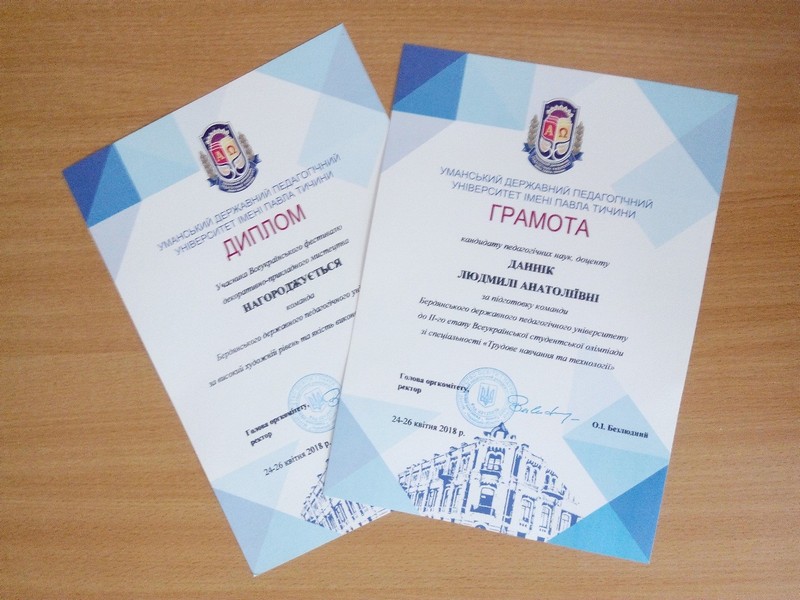 УМАНСЬКИЙ ДЕРЖАВНИЙ ПЕДАГОГІЧНИЙ
УНІВЕРСИТЕТ ІМЕНІ ПАВЛА ТИЧИНИ
ДИПЛОМ
Учасника Всеукраїнського фестивалю
декоративно-прикладного мистецтва
НАГОРОДЖУЄТЬСЯ
команда
Бердянського державного педагогічного
за високий художній рівень та якість
Голова оргкомітету,
ректор
24-26 квітня 2018
А Ω
УМАНСЬКИЙ ДЕРЖАВНИЙ ПЕДАГОГІЧНИЙ
УНІВЕРСИТЕТ ІМЕНІ ПАВЛА ТИЧИНИ
ГРАМОТА
кандидату педагогічних наук, доценту
ДАННІК
ЛЮДМИЛІ АНАТОЛІЇВНІ
за підготовку команди
Бердянського державного педагогічного університету
до ІІ-го етапу Всеукраїнської студентської олімпіади
зі спеціальності «Трудове навчання та технології»
Голова оргкомітету,
ректор
О.І. Безлюдний
24-26 квітня 2018 р.
А Ω